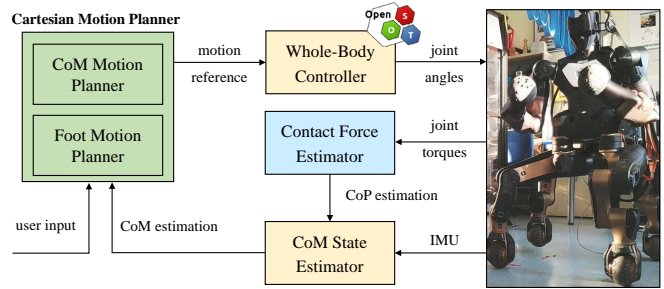 Cartesian Motion Planner
CoM Motion
Planner
Foot Motion
Planner
motion
reference
Whole-Body
Controller
Open
S
O
T
joint
angles
Contact Force
Estimator
joint
torques
CoP estimation
user input
CoM estimation
CoM State
Estimator
IMU